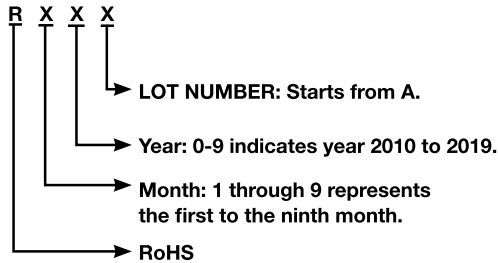 R X X X
LOT NUMBER: Starts from A.
Year: 0-9 indicates year 2010 to 2019.
Month: 1 through 9 represents
the first to the ninth month.
RoHS